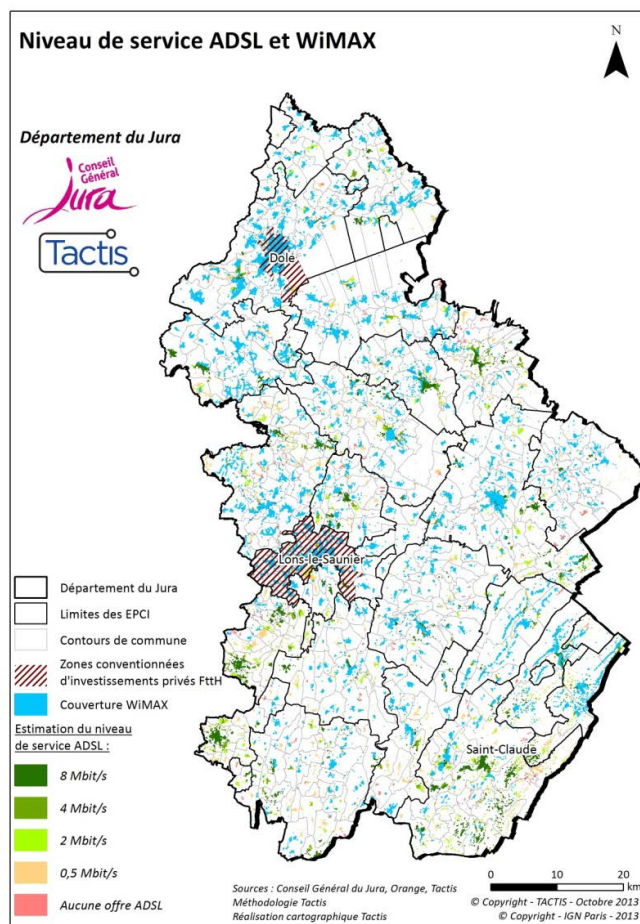 Niveau de service ADSL et WiMAX
N
Département du Jura
Conseil
Général
Jura
Tactis
Dole
Lons-le-Saunier
Saint-Claude
Département du Jura
Limites des EPCI
Contours de commune
Zones conventionnées
d'investissements privés FttH
Couverture WiMAX
Estimation du niveau
de service ADSL :
8 Mbit/s
4 Mbit/s
2 Mbit/s
0,5 Mbit/s
Aucune offre ADSL
Sources : Conseil Général du Jura, Orange, Tactis
Méthodologie Tactis
Réalisation cartographique Tactis
0 10 20
km
© Copyright - TACTIS - Octobre 2013
© Copyright - IGN Paris - 2013